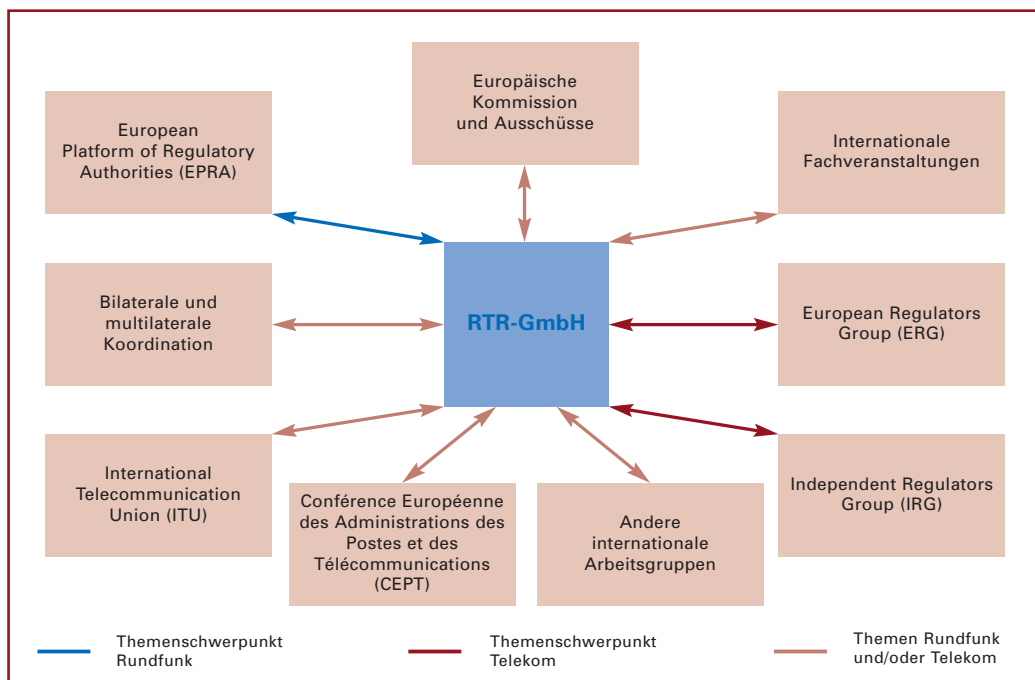 Europäische
Kommission
und Ausschüsse
European
Platform of Regulatory
Authorities (EPRA)
Internationale
Fachveranstaltungen
Bilaterale und
multilaterale
Koordination
RTR-GmbH
European Regulators
Group (ERG)
International
Telecommunication
Union (ITU)
Conférence Européenne
des Administrations des
Postes et des
Télécommunications
(CEPT)
Andere
internationale
Arbeitsgruppen
Independent Regulators
Group (IRG)
Themenschwerpunkt
Rundfunk
Themenschwerpunkt
Telekom
Themen Rundfunk
und/oder Telekom